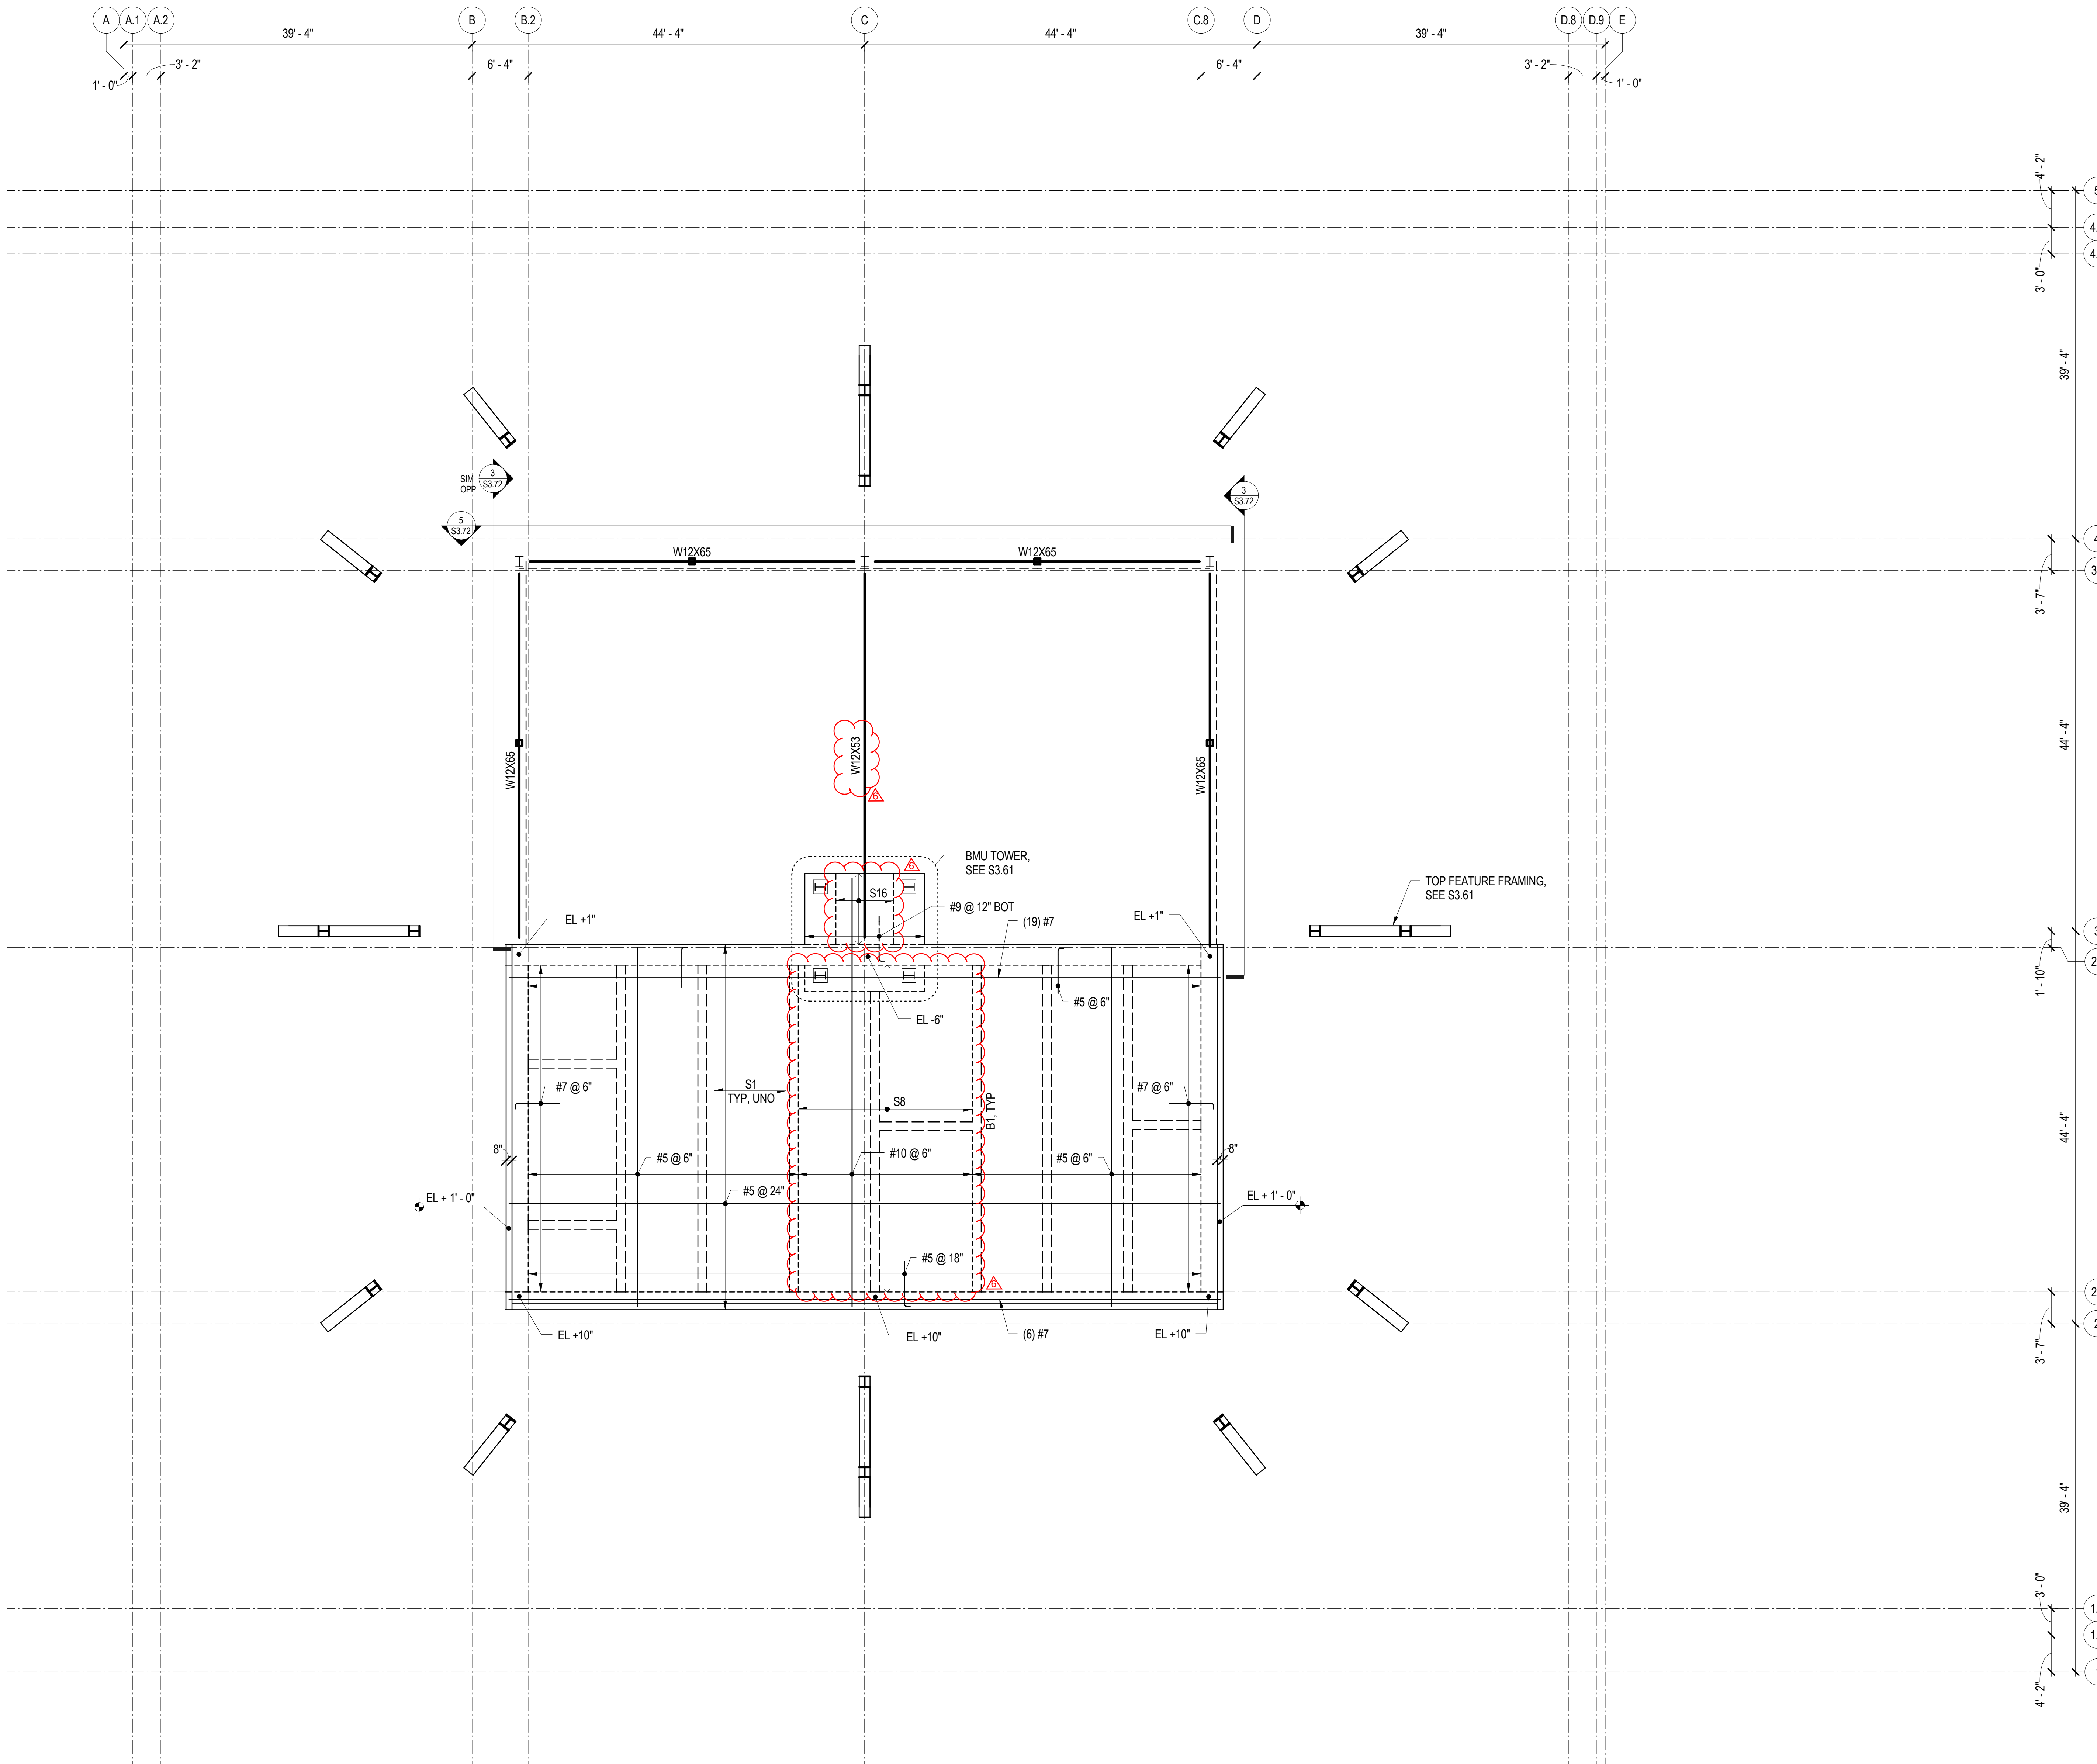 A
A.1
A.2
B
B.2
C
C.8
D
D.8
D.9
E
39' - 4"
44' - 4"
44' - 4"
39' - 4"
1' - 0"
3' - 2"
6' - 4"
6' - 4"
3' - 2"
1' - 0"
4' - 2"
3' - 0"
39' - 4"
SIM
OPP
3
S3.72
3
S3.72
5
S3.72
4
W12X65
W12X65
3' - 7"
W12X65
W12X53
6
W12X65
44' - 4"
BMU TOWER,
SEE S3.61
6
S16
#9 @ 12" BOT
(19) #7
EL +1"
EL +1"
TOP FEATURE FRAMING,
SEE S3.61
3
1' - 10"
#5 @ 6"
EL -6"
#7 @ 6"
S1
TYP, UNO
S8
B1, TYP
#7 @ 6"
44' - 4"
8"
#5 @ 6"
#10 @ 6"
#5 @ 6"
8"
#5 @ 24"
EL + 1' - 0"
EL + 1' - 0"
#5 @ 18"
6
EL +10"
EL +10"
(6) #7
EL +10"
2
3' - 7"
39' - 4"
3' - 0"
4' - 2"